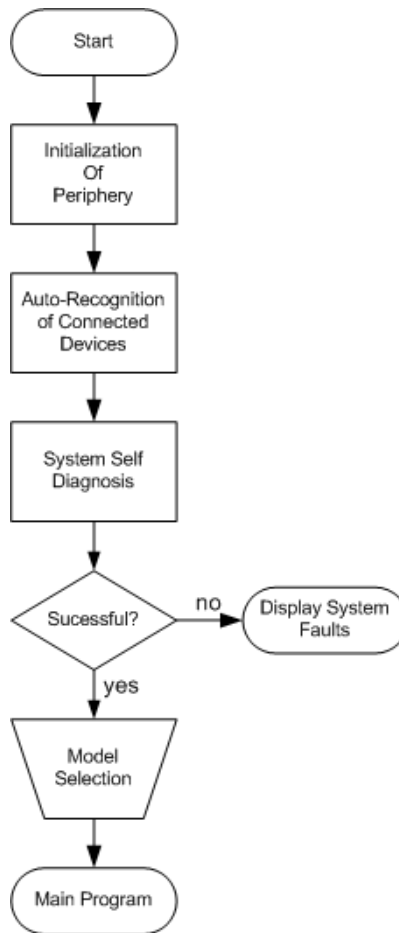 Start
Initialization
Of
Periphery
Auto-Recognition
of Connected
Devices
System Self
Diagnosis
Sucessful?
no
Display System
Faults
yes
Model
Selection
Main Program